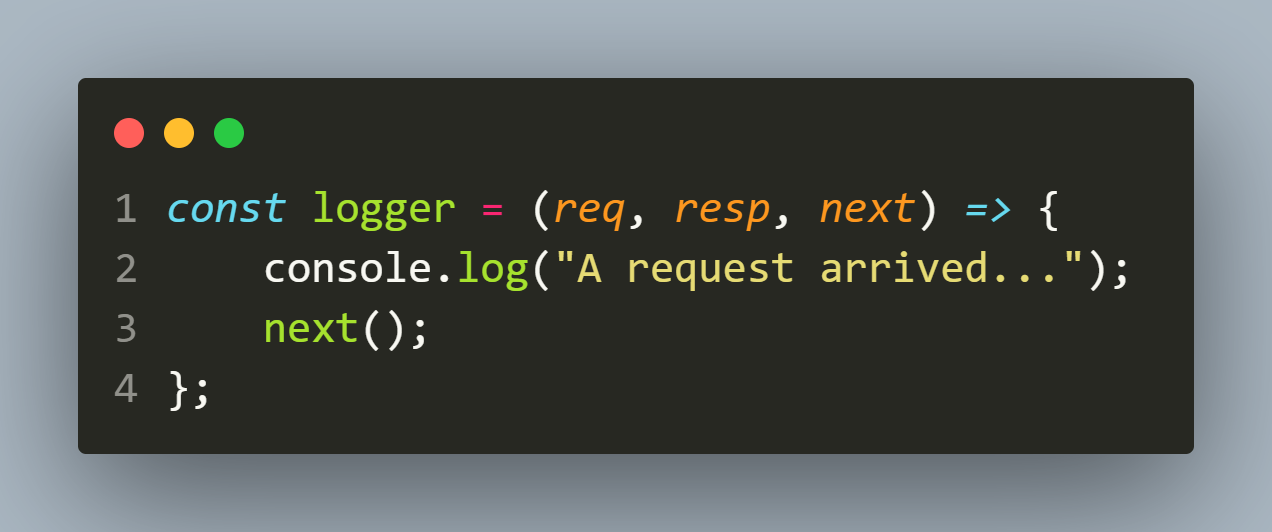 1 const logger = (req, resp, next) => {
2     console.log("A request arrived...");
3     next();
4 };